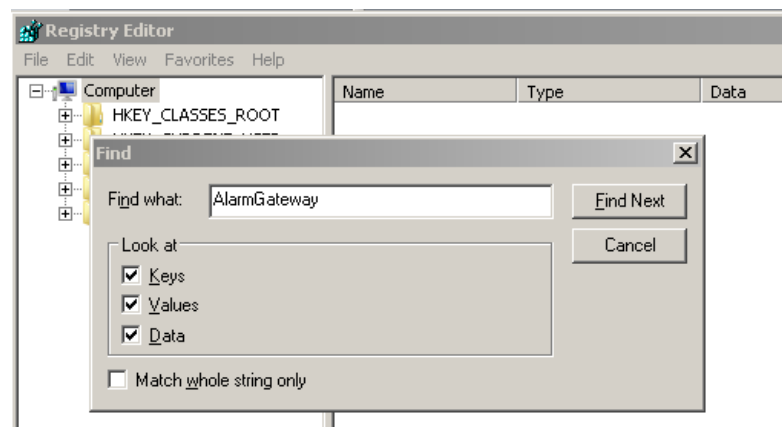 Registry Editor
File Edit View Favorites Help
Computer
Name Type Data
HKEY_CLASSES_ROOT
Find
Find what: AlarmGateway
Find Next
Look at
Cancel
Keys
Values
Data
Match whole string only